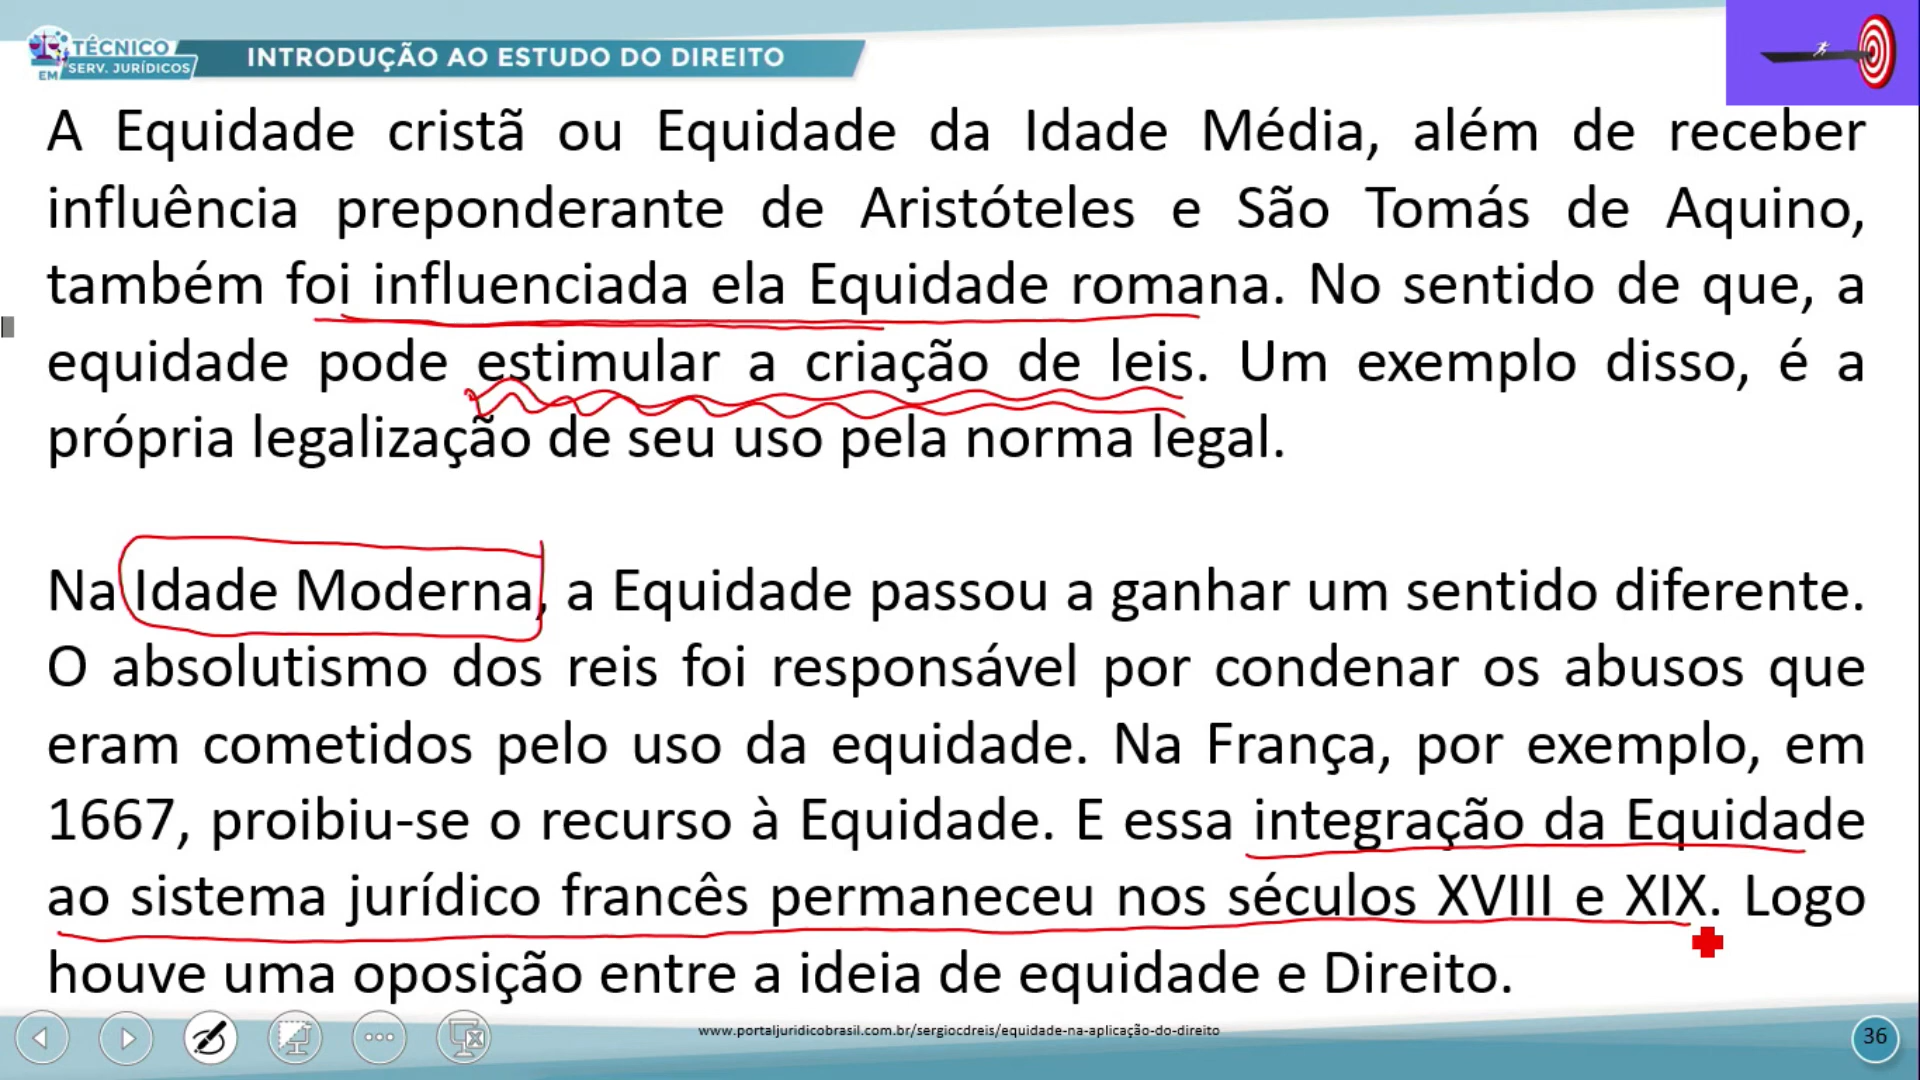 TÉCNICO
EM SERV. JURÍDICOS
INTRODUÇÃO AO ESTUDO DO DIREITO
A Equidade cristã ou Equidade da Idade Média, além de receber
influência preponderante de Aristóteles e São Tomás de Aquino,
também foi influenciada ela Equidade romana. No sentido de que, a
equidade pode estimular a criação de leis. Um exemplo disso, é a
própria legalização de seu uso pela norma legal.
Na Idade Moderna, a Equidade passou a ganhar um sentido diferente.
O absolutismo dos reis foi responsável por condenar os abusos que
eram cometidos pelo uso da equidade. Na França, por exemplo, em
1667, proibiu-se o recurso à Equidade. E essa integração da Equidade
ao sistema jurídico francês permaneceu nos séculos XVIII e XIX. Logo
houve uma oposição entre a ideia de equidade e Direito.
www.portaljuridicobrasil.com.br/sergiocdreis/equidade-na-aplicação-do-direito
36